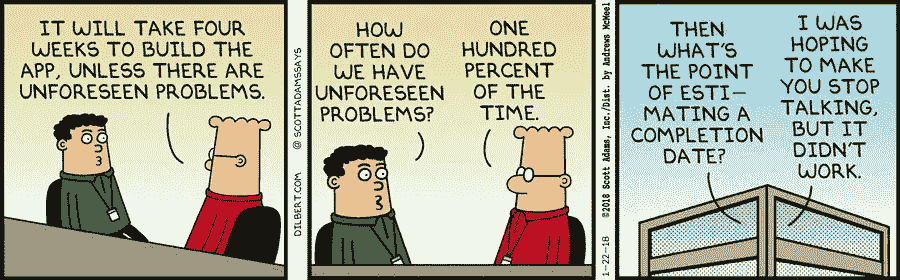 IT WILL TAKE FOUR
WEEKS TO BUILD THE
APP, UNLESS THERE ARE
UNFORESEEN PROBLEMS.
DILBERT.COM @SCOTTADAMSSAYS
HOW
OFTEN DO
WE HAVE
UNFORESEEN
PROBLEMS?
ONE
HUNDRED
PERCENT
OF THE
TIME.
1-22-18 ©2018 Scott Adams, Inc./Dist. by Andrews McMeel
THEN
WHAT'S
THE POINT
OF ESTI-
MATING A
COMPLETION
DATE?
I WAS
HOPING
TO MAKE
YOU STOP
TALKING,
BUT IT
DIDN'T
WORK.